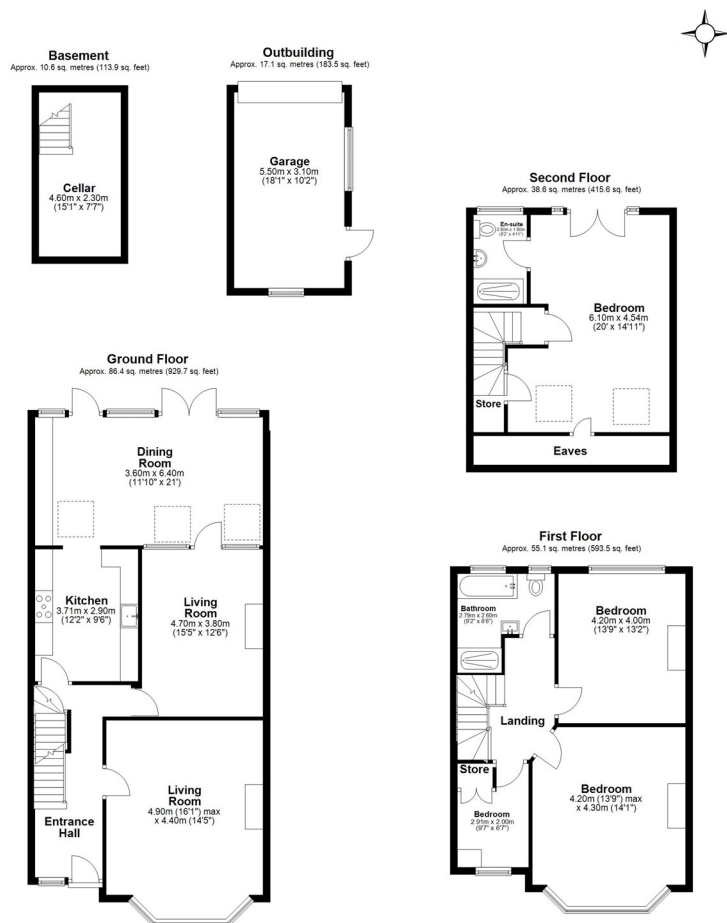 Basement
Approx. 10.6 sq. metres (113.9 sq. feet)
Cellar
4.60m x 2.30m
(15'1" x 7'7")
Outbuilding
Approx. 17.1 sq. metres (183.5 sq. feet)
Garage
5.50m x 3.10m
(18'1" x 10'2")
Second Floor
Approx. 38.6 sq. metres (415.6 sq. feet)
En-suite
Bedroom
6.10m x 4.54m
(20' x 14'11")
Store
Eaves
Ground Floor
Approx. 86.4 sq. metres (929.7 sq. feet)
Dining
Room
3.60m x 6.40m
(11'10" x 21')
Kitchen
3.71m x 2.90m
(12'2" x 9'6")
Living
Room
4.70m x 3.80m
(15'5" x 12'6")
Living
Room
4.90m (16'1") max
x 4.40m (14'5")
Entrance
Hall
First Floor
Approx. 55.1 sq. metres (593.5 sq. feet)
Bathroom
2.79m x 2.60m
(9'2" x 8'6")
Bedroom
4.20m x 4.00m
(13'9" x 13'2")
Landing
Store
Bedroom
2.91m x 2.00m
(9'7" x 6'7")
Bedroom
4.20m (13'9") max
x 4.30m (14'1")